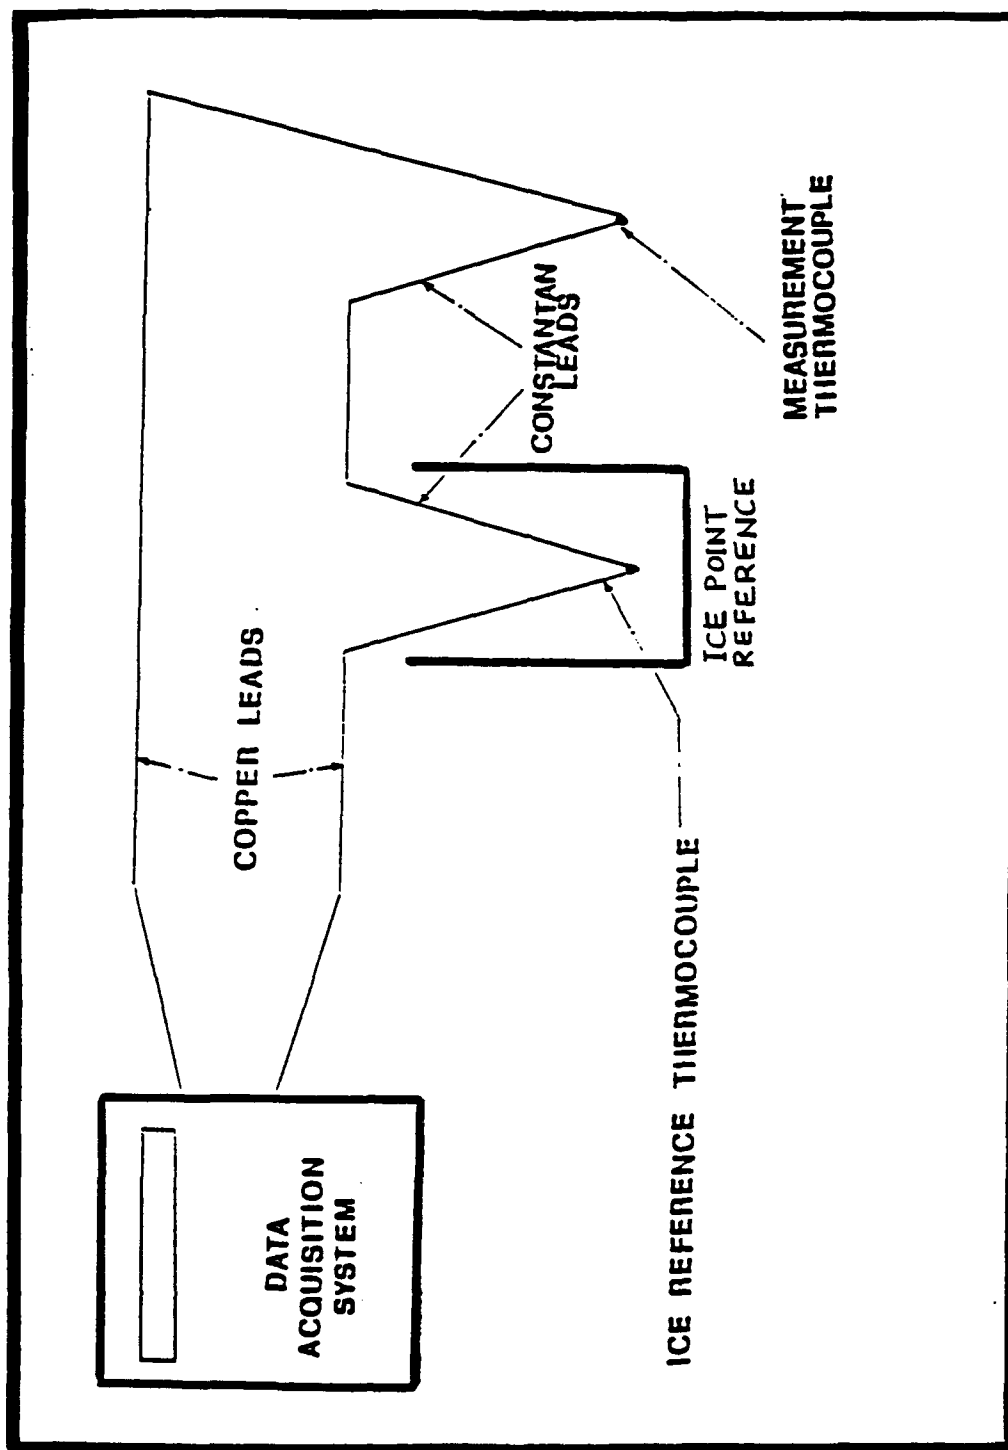 COPPER LEADS
DATA
ACQUISITION
SYSTEM
CONSTANTAN
LEADS
ICE POINT
REFERENCE
ICE REFERENCE THERMOCOUPLE
MEASUREMENT
THERMOCOUPLE